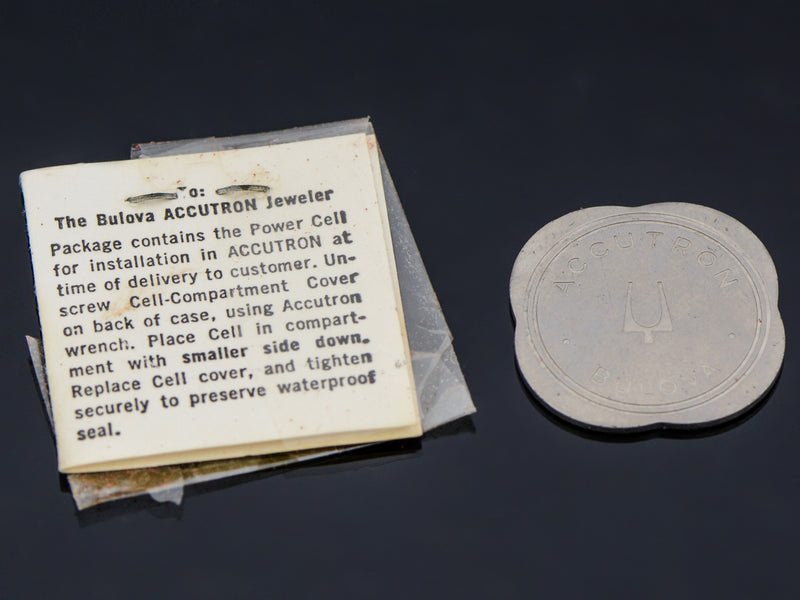 To:
The Bulova ACCUTRON Jeweler
Package contains the Power Cell
for installation in ACCUTRON at
time of delivery to customer. Un-
screw Cell-Compartment Cover
on back of case, using Accutron
wrench. Place Cell in compart-
ment with smaller side down.
Replace Cell cover, and tighten
securely to preserve waterproof
seal.
ACCUTRON
BULOVA